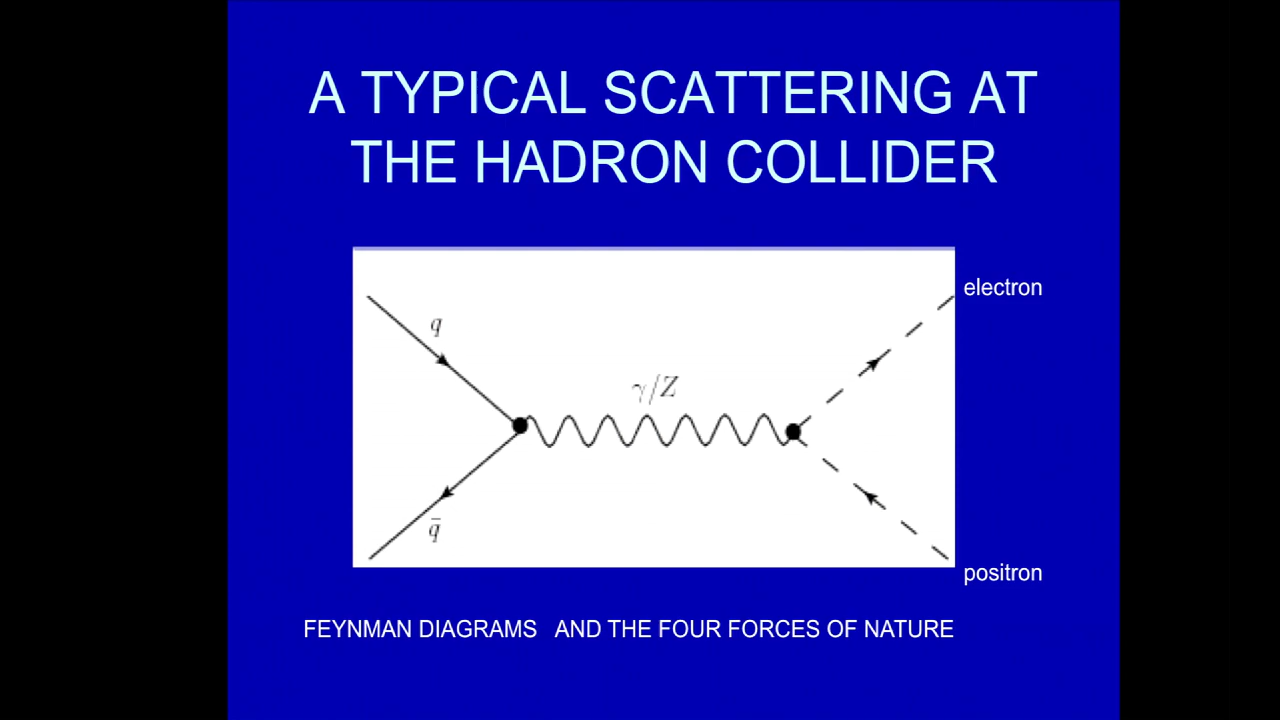 A TYPICAL SCATTERING AT
THE HADRON COLLIDER
electron
q
γ/Z
q̄
positron
FEYNMAN DIAGRAMS AND THE FOUR FORCES OF NATURE